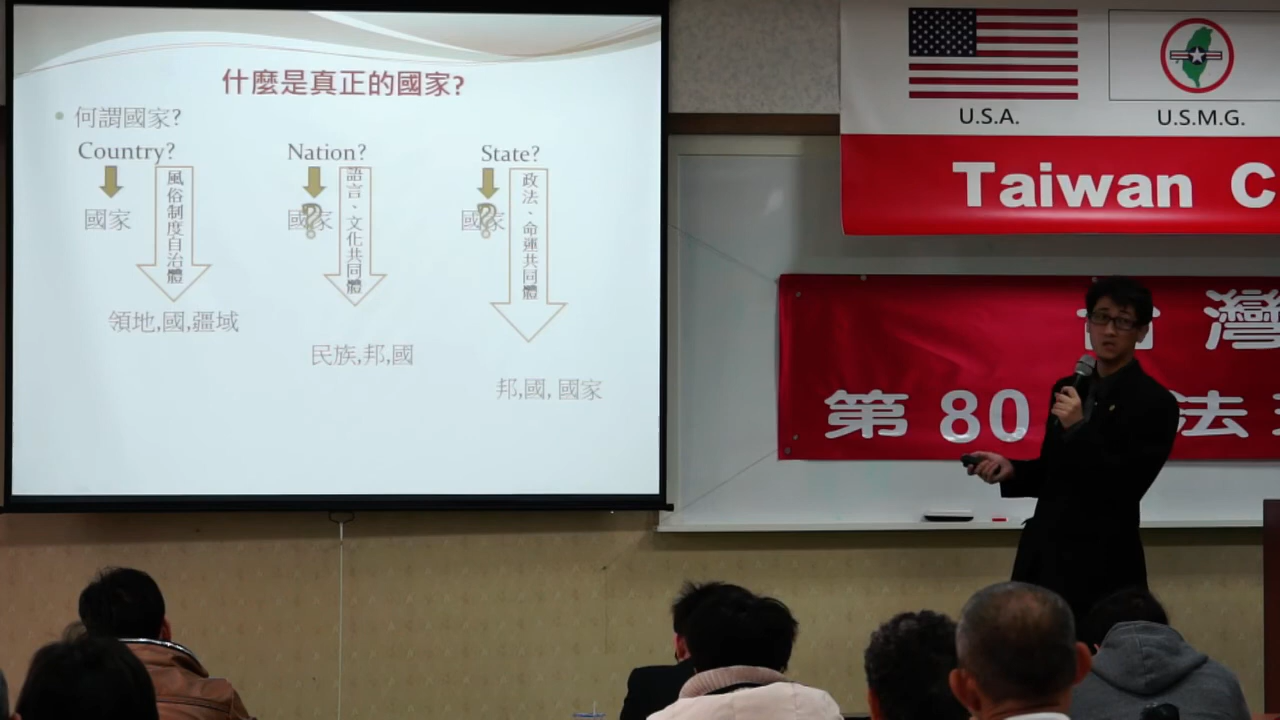 什麼是真正的國家?
何謂國家?
Country?
Nation?
State?
國家
風俗制度自治體
國家
語言、文化共同體
國家
政法、命運共同體
領地,國,疆域
民族,邦,國
邦,國, 國家
U.S.A.
U.S.M.G.
Taiwan C
灣
第 80
法